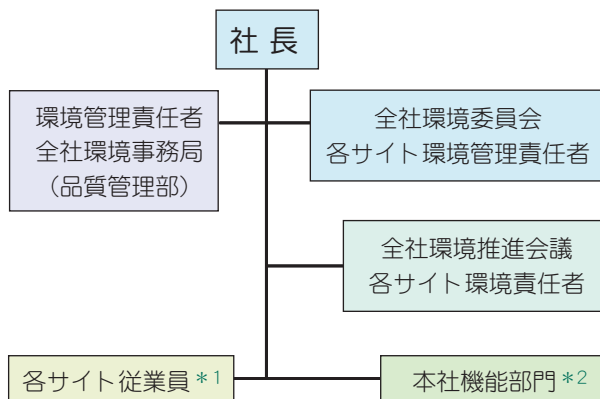 社 長
環境管理責任者
全社環境事務局
（品質管理部）
全社環境委員会
各サイト環境管理責任者
全社環境推進会議
各サイト環境責任者
各サイト従業員＊1
本社機能部門＊2